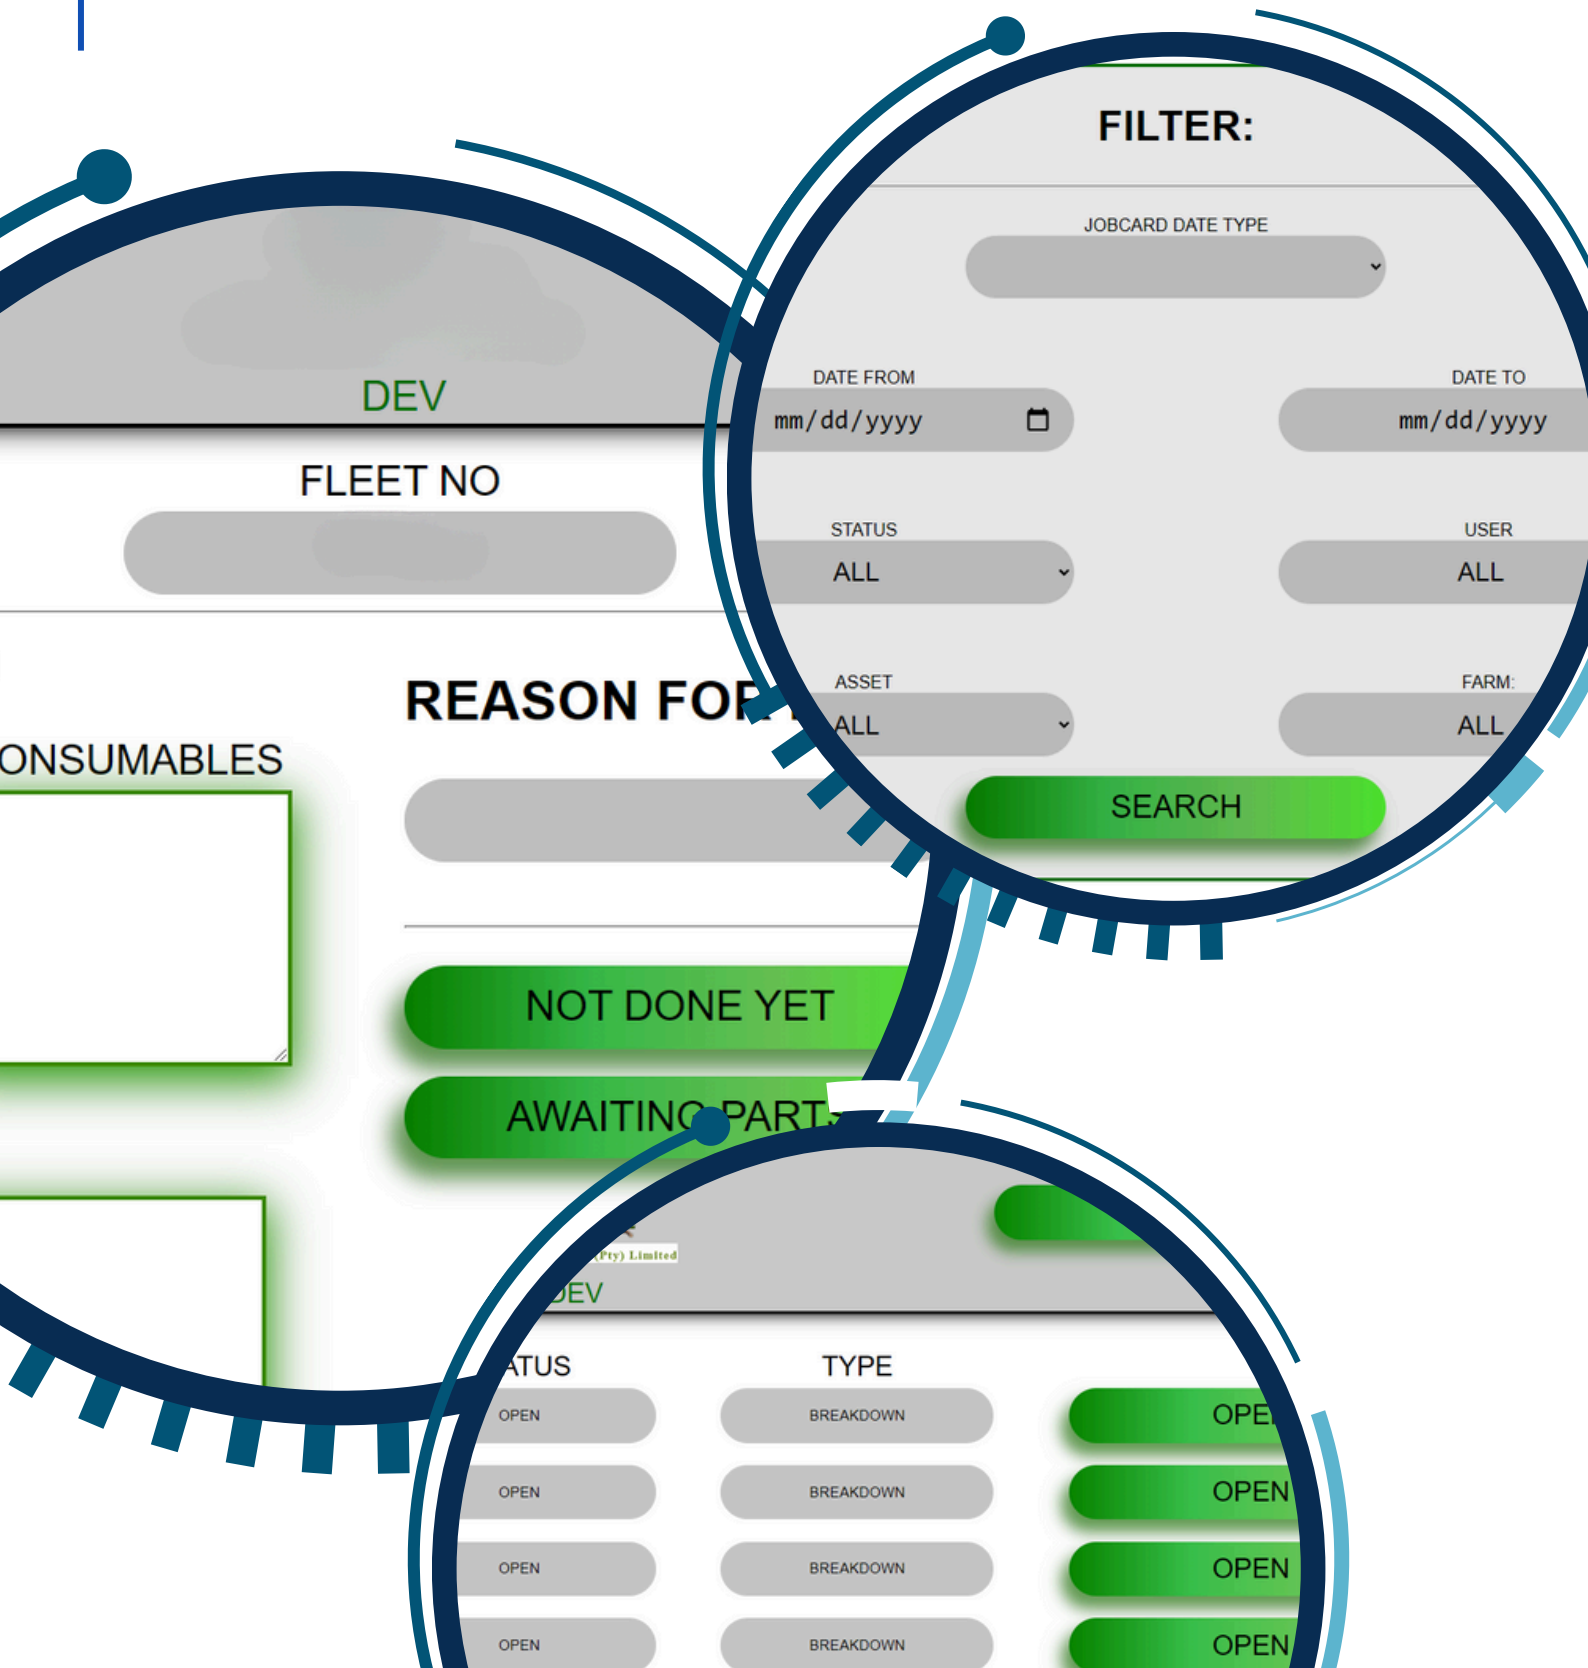 FILTER:
JOBCARD DATE TYPE
DATE FROM
DATE TO
mm/dd/yyyy
mm/dd/yyyy
STATUS
USER
ALL
ALL
ASSET
FARM:
ALL
ALL
SEARCH
DEV
FLEET NO
REASON FOR
ONSUMABLES
NOT DONE YET
AWAITING PARTS
(Pty) Limited
DEV
ATUS
TYPE
OPEN
BREAKDOWN
OPEN
OPEN
BREAKDOWN
OPEN
OPEN
BREAKDOWN
OPEN
OPEN
BREAKDOWN
OPEN